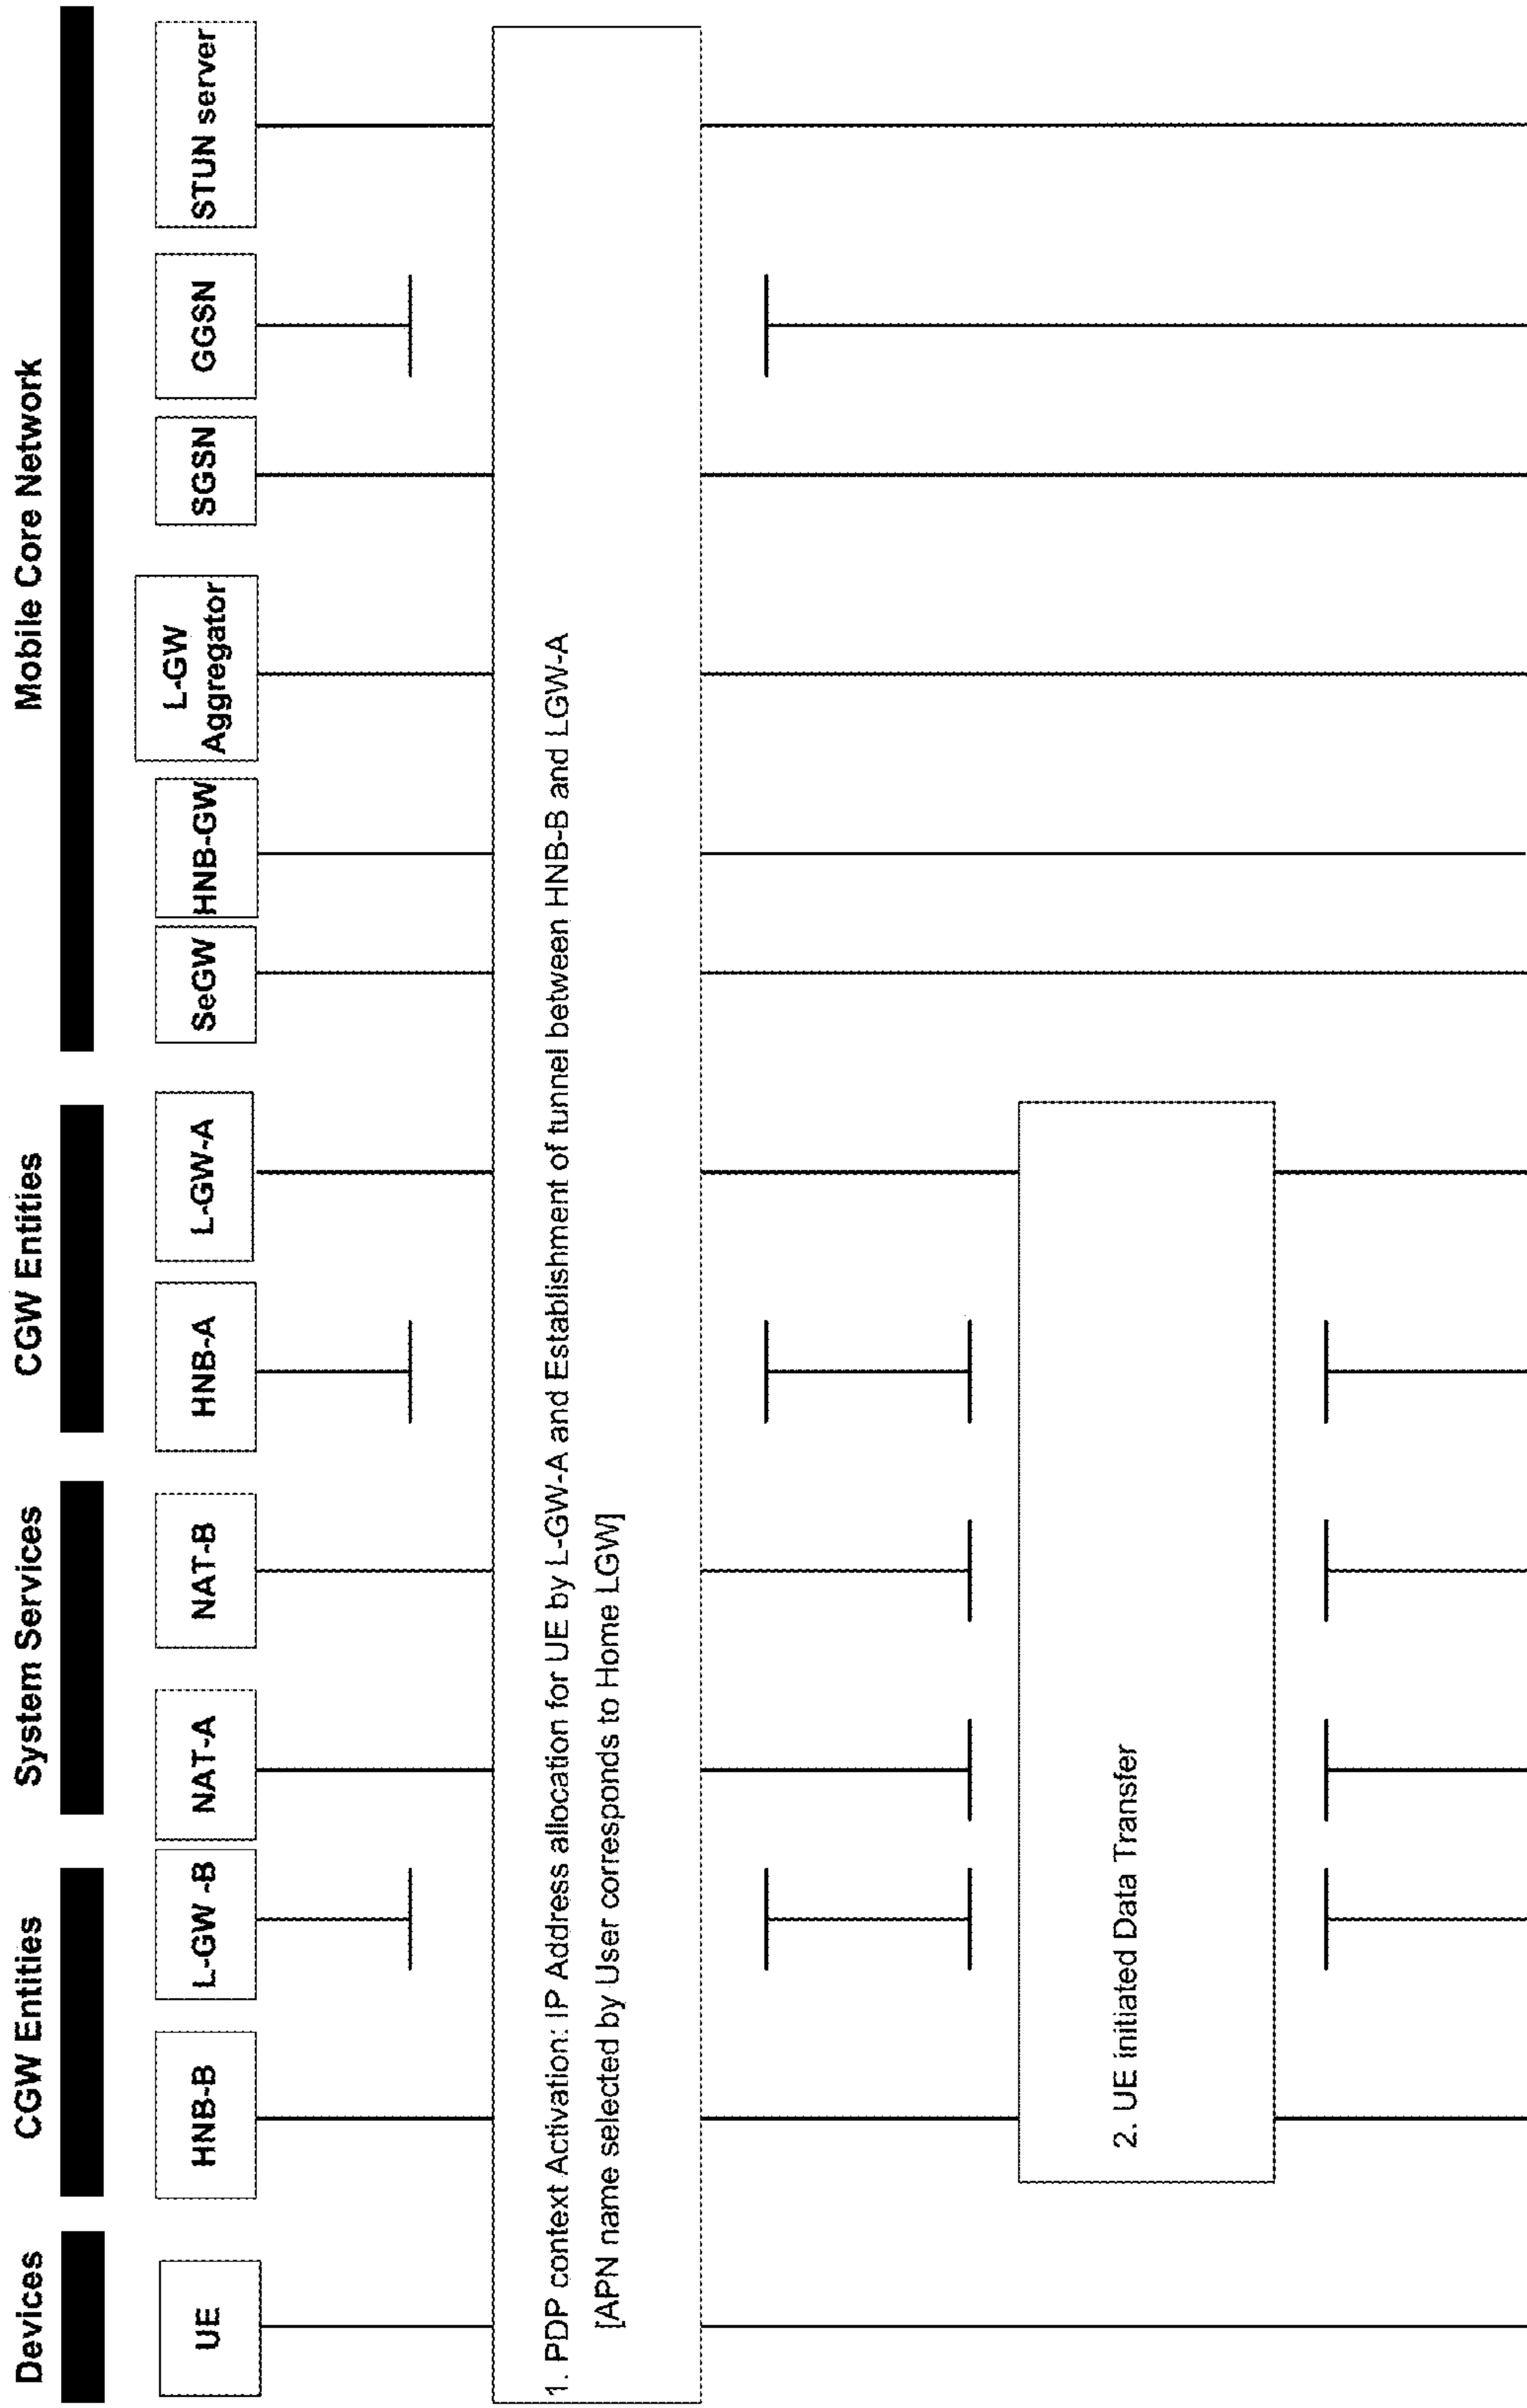 Devices
CGW Entities
System Services
CGW Entities
Mobile Core Network
UE
HNB-B
L-GW -B
NAT-A
NAT-B
HNB-A
L-GW-A
SeGW
HNB-GW
L-GW
Aggregator
SGSN
GGSN
STUN server
1. PDP context Activation: IP Address allocation for UE by L-GW-A and Establishment of tunnel between HNB-B and LGW-A
[APN name selected by User corresponds to Home LGW]
2. UE initiated Data Transfer